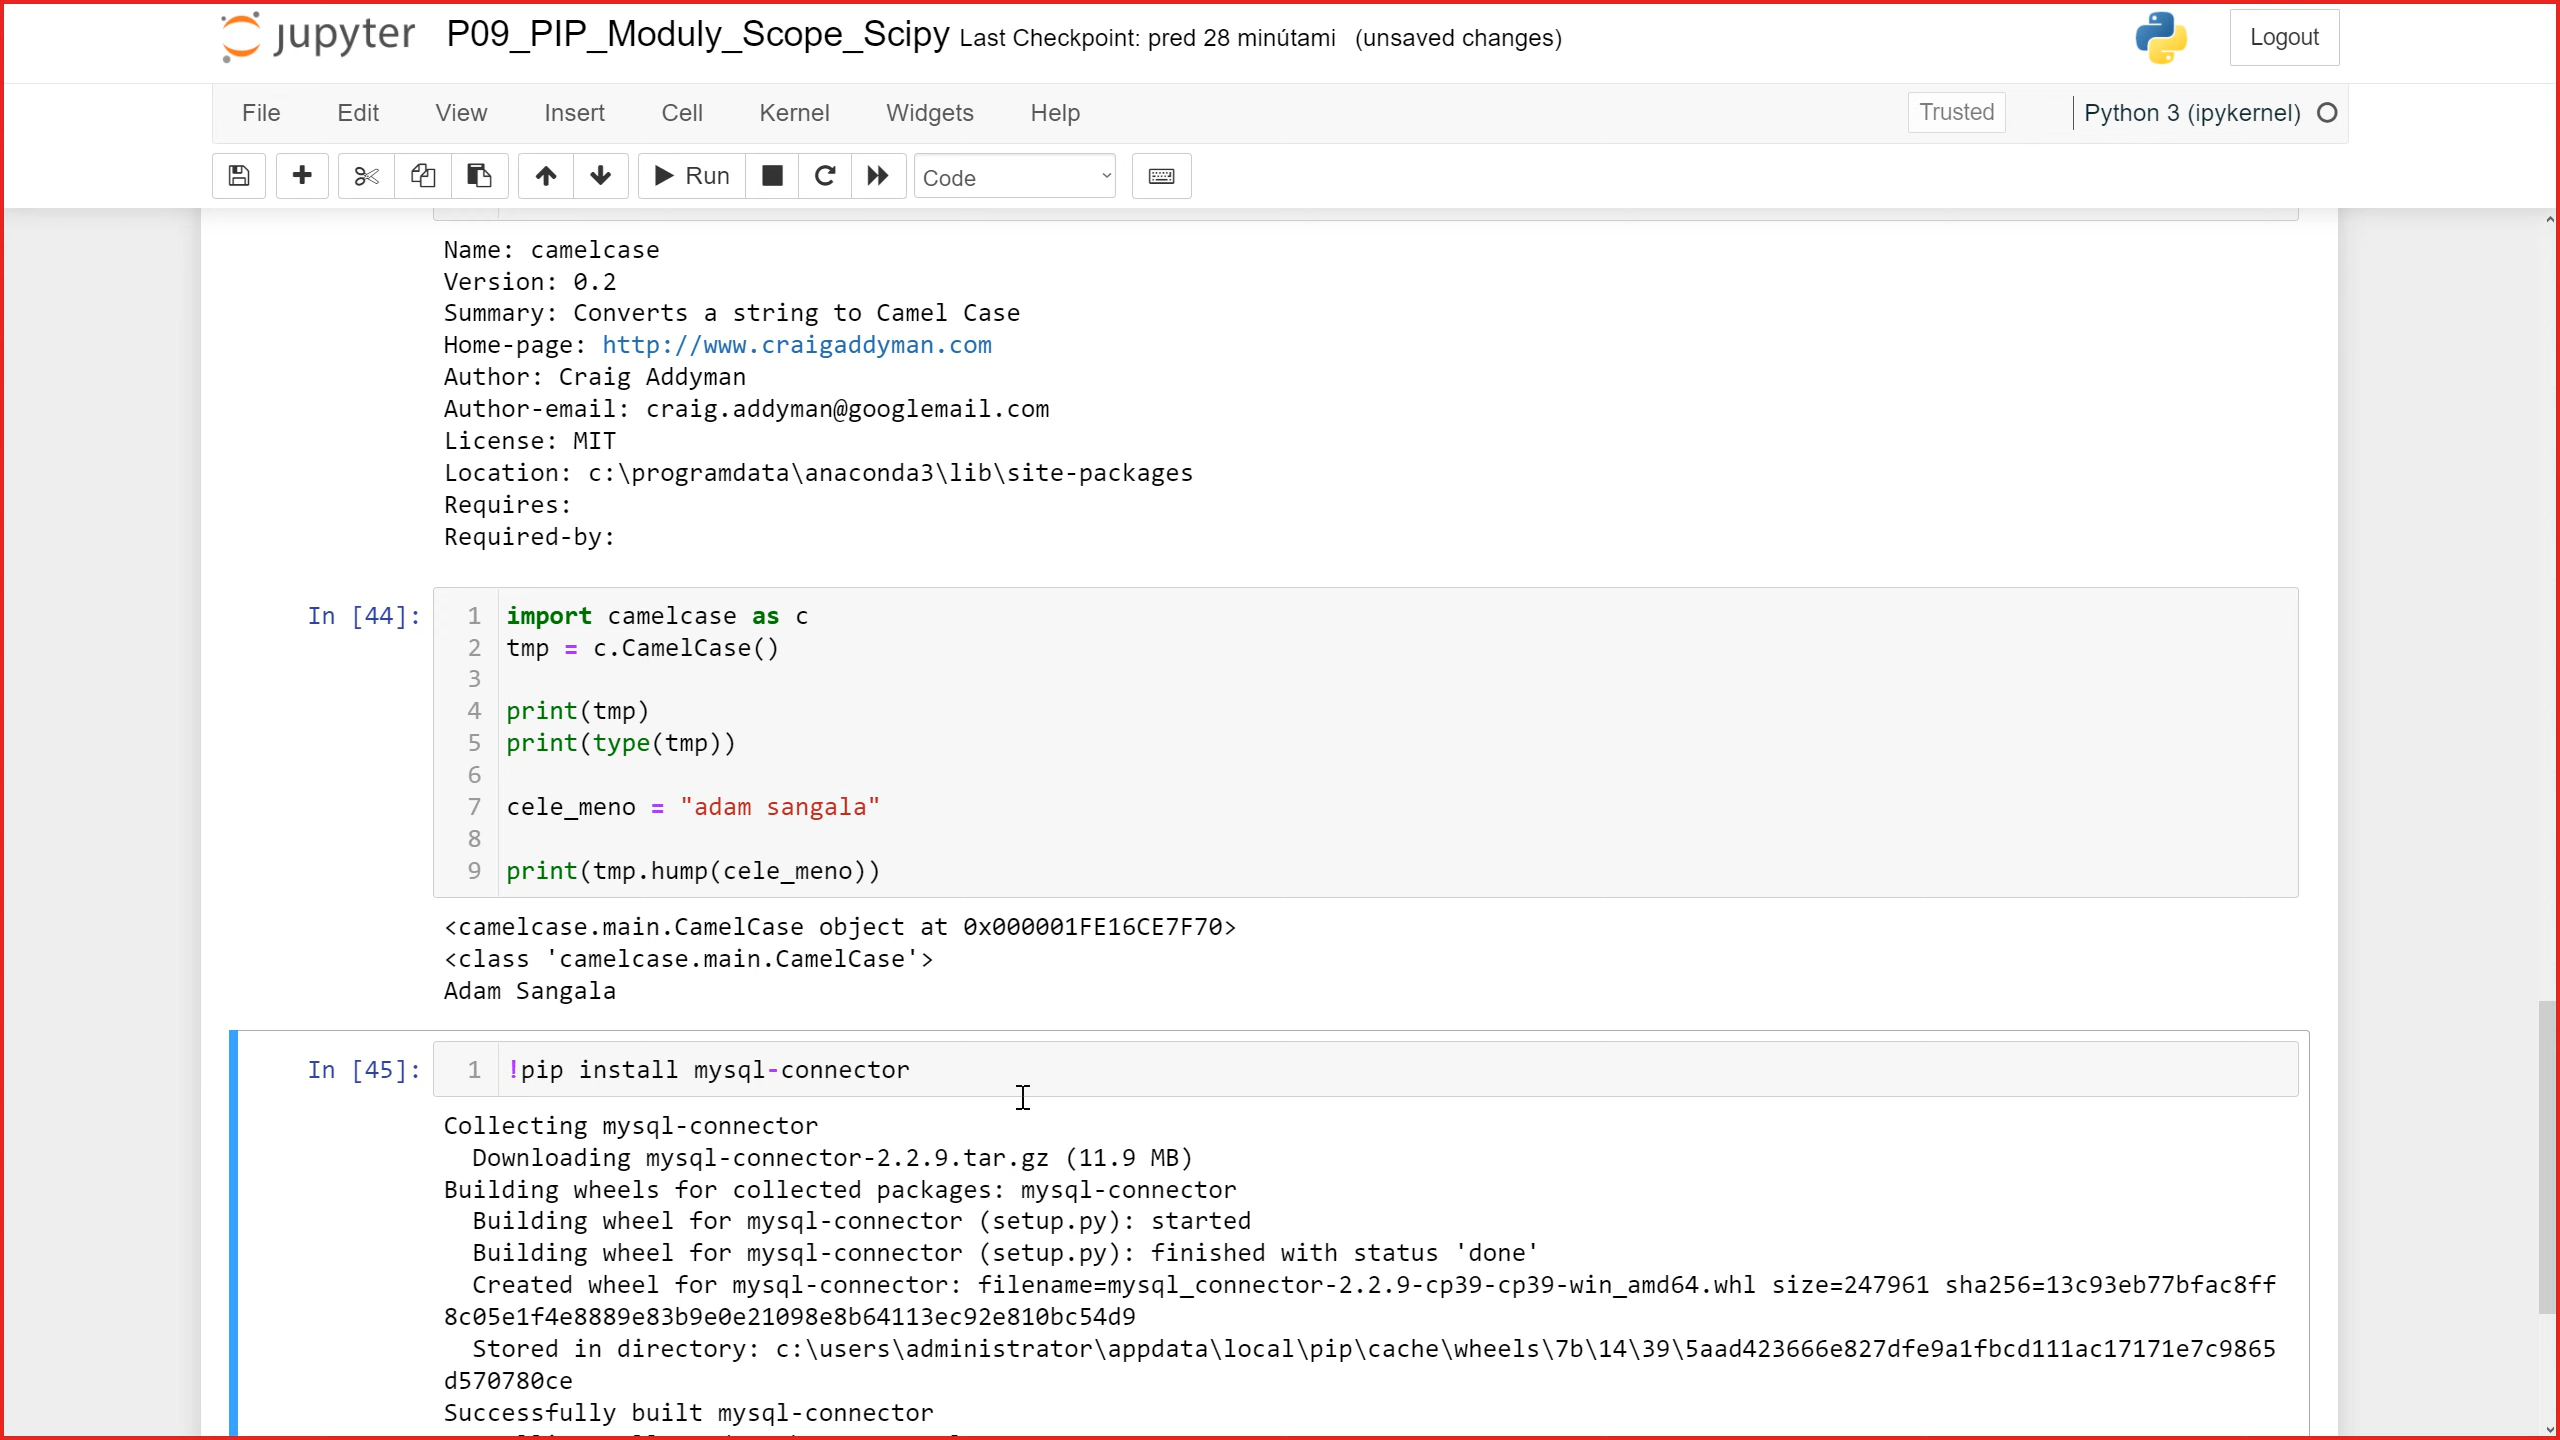 jupyter P09_PIP_Moduly_Scope_Scipy Last Checkpoint: pred 28 minútami (unsaved changes) Logout
File Edit View Insert Cell Kernel Widgets Help Trusted Python 3 (ipykernel)
Run Code
Name: camelcase
Version: 0.2
Summary: Converts a string to Camel Case
Home-page: http://www.craigaddyman.com
Author: Craig Addyman
Author-email: craig.addyman@googlemail.com
License: MIT
Location: c:\programdata\anaconda3\lib\site-packages
Requires:
Required-by:
In [44]: 1 import camelcase as c
2 tmp = c.CamelCase()
3
4 print(tmp)
5 print(type(tmp))
6
7 cele_meno = "adam sangala"
8
9 print(tmp.hump(cele_meno))
<camelcase.main.CamelCase object at 0x000001FE16CE7F70>
<class 'camelcase.main.CamelCase'>
Adam Sangala
In [45]: 1 !pip install mysql-connector
Collecting mysql-connector
Downloading mysql-connector-2.2.9.tar.gz (11.9 MB)
Building wheels for collected packages: mysql-connector
Building wheel for mysql-connector (setup.py): started
Building wheel for mysql-connector (setup.py): finished with status 'done'
Created wheel for mysql-connector: filename=mysql_connector-2.2.9-cp39-cp39-win_amd64.whl size=247961 sha256=13c93eb77bfac8ff
8c05e1f4e8889e83b9e0e21098e8b64113ec92e810bc54d9
Stored in directory: c:\users\administrator\appdata\local\pip\cache\wheels\7b\14\39\5aad423666e827dfe9a1fbcd111ac17171e7c9865
d570780ce
Successfully built mysql-connector